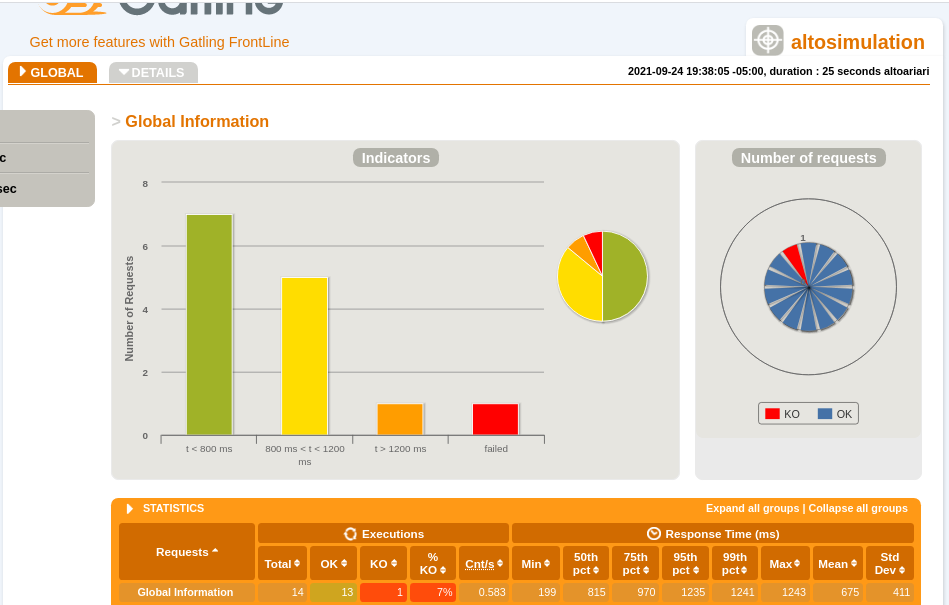 Get more features with Gatling FrontLine
altosimulation
GLOBAL
DETAILS
2021-09-24 19:38:05 -05:00, duration : 25 seconds altoariari
> Global Information
Indicators
Number of requests
8
6
4
2
0
Number of Requests
t < 800 ms
800 ms < t < 1200
ms
t > 1200 ms
failed
1
KO
OK
STATISTICS
Expand all groups | Collapse all groups
Requests
Executions
Response Time (ms)
Total
OK
KO
%
KO
Cnt/s
Min
50th
pct
75th
pct
95th
pct
99th
pct
Max
Mean
Std
Dev
Global Information 14 13 1 7% 0.583 199 815 970 1235 1241 1243 675 411